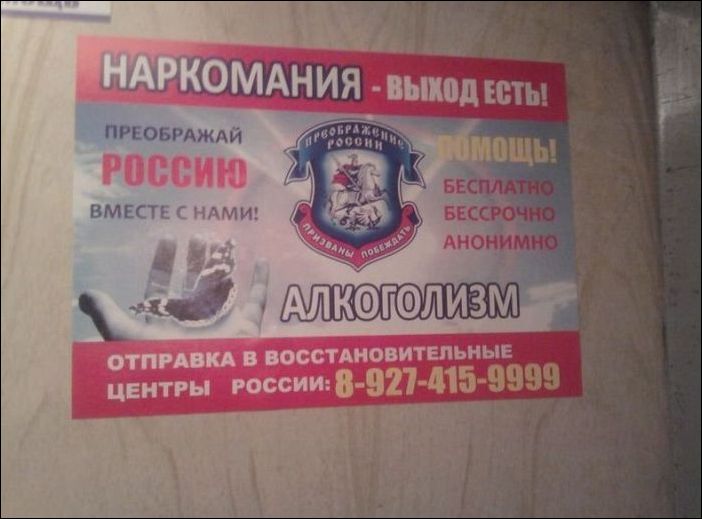 НАРКОМАНИЯ - ВЫХОД ЕСТЬ!
ПРЕОБРАЖАЙ
РОССИЮ
ВМЕСТЕ С НАМИ!
ПРЕОБРАЖЕНИЕ
РОССИИ
ПРИЗВАНЫ ПОБЕЖДАТЬ
ПОМОЩЬ!
БЕСПЛАТНО
БЕССРОЧНО
АНОНИМНО
АЛКОГОЛИЗМ
ОТПРАВКА В ВОССТАНОВИТЕЛЬНЫЕ
ЦЕНТРЫ РОССИИ: 8-927-415-9999